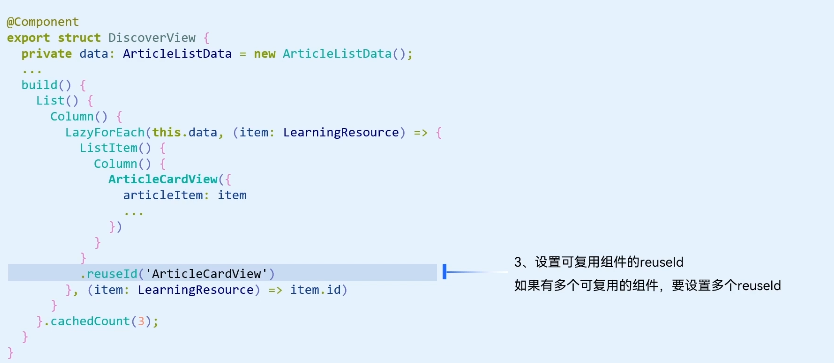 @Component
export struct DiscoverView {
  private data: ArticleListData = new ArticleListData();
  ...
  build() {
    List() {
      Column() {
        LazyForEach(this.data, (item: LearningResource) => {
          ListItem() {
            Column() {
              ArticleCardView({
                articleItem: item
                ...
              })
            }
          }
          .reuseId('ArticleCardView')
        }, (item: LearningResource) => item.id)
      }
    }.cachedCount(3);
  }
}
3、设置可复用组件的reuseId
如果有多个可复用的组件，要设置多个reuseId